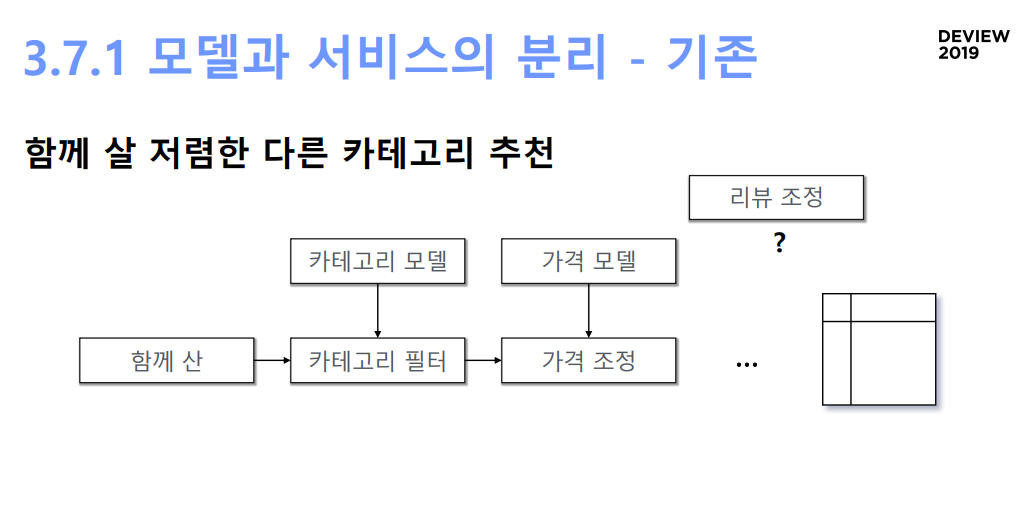 3.7.1 모델과 서비스의 분리 - 기존
DEVIEW
2019
함께 살 저렴한 다른 카테고리 추천
리뷰 조정
?
카테고리 모델
가격 모델
함께 산
카테고리 필터
가격 조정
...